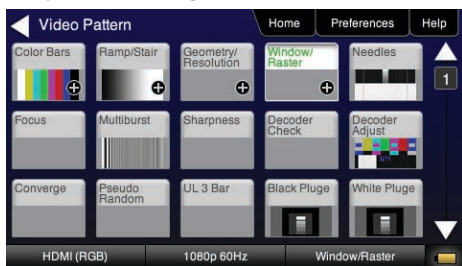 Video Pattern
Home
Preferences
Help
Color Bars
Ramp/Stair
Geometry/
Resolution
Window/
Raster
Needles
1
Focus
Multiburst
Sharpness
Decoder
Check
Decoder
Adjust
Converge
Pseudo
Random
UL 3 Bar
Black Pluge
White Pluge
HDMI (RGB)
1080p 60Hz
Window/Raster